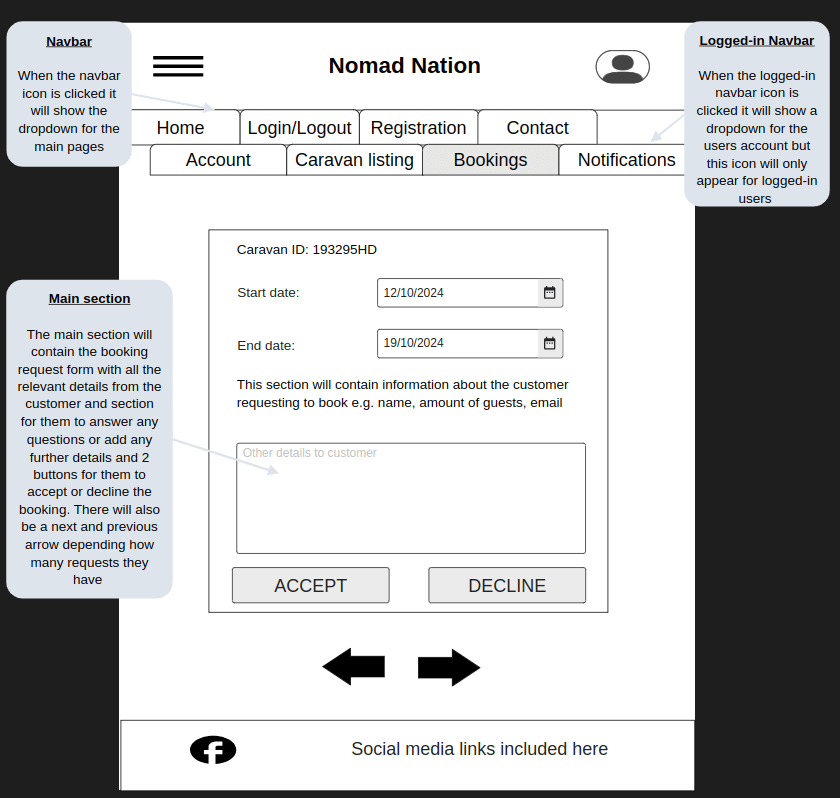 Navbar
When the navbar
icon is clicked it
will show the
dropdown for the
main pages
Nomad Nation
Logged-in Navbar
When the logged-in
navbar icon is
clicked it will show a
dropdown for the
users account but
this icon will only
appear for logged-in
users
Home
Login/Logout
Registration
Contact
Account
Caravan listing
Bookings
Notifications
Main section
The main section will
contain the booking
request form with all the
relevant details from the
customer and section
for them to answer any
questions or add any
further details and 2
buttons for them to
accept or decline the
booking. There will also
be a next and previous
arrow depending how
many requests they
have
Caravan ID: 193295HD
Start date:
12/10/2024
End date:
19/10/2024
This section will contain information about the customer
requesting to book e.g. name, amount of guests, email
Other details to customer
ACCEPT
DECLINE
Social media links included here